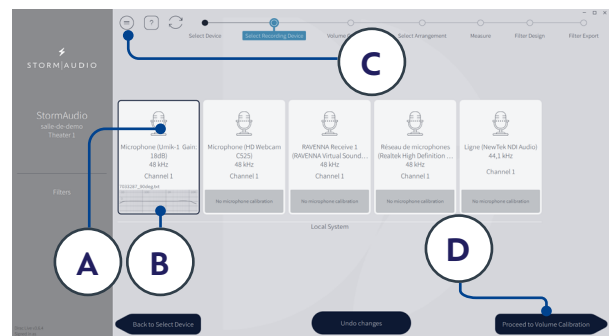 Select Device
Select Recording Device
Select Arrangement
Measure
Filter Design
Filter Export
STORMAUDIO
StormAudio
salle-de-demo
Theater 1
Filters
C
Microphone (Umik-1 Gain: 18dB)
48 kHz
Channel 1
Microphone (HD Webcam C525)
48 kHz
Channel 1
No microphone calibration
RAVENNA Receive 1 (RAVENNA Virtual Sound...
48 kHz
Channel 1
No microphone calibration
Réseau de microphones (Realtek High Definition ...
48 kHz
Channel 1
No microphone calibration
Ligne (NewTek NDI Audio)
44,1 kHz
Channel 1
No microphone calibration
Local System
A
B
D
Back to Select Device
Undo changes
Proceed to Volume Calibration